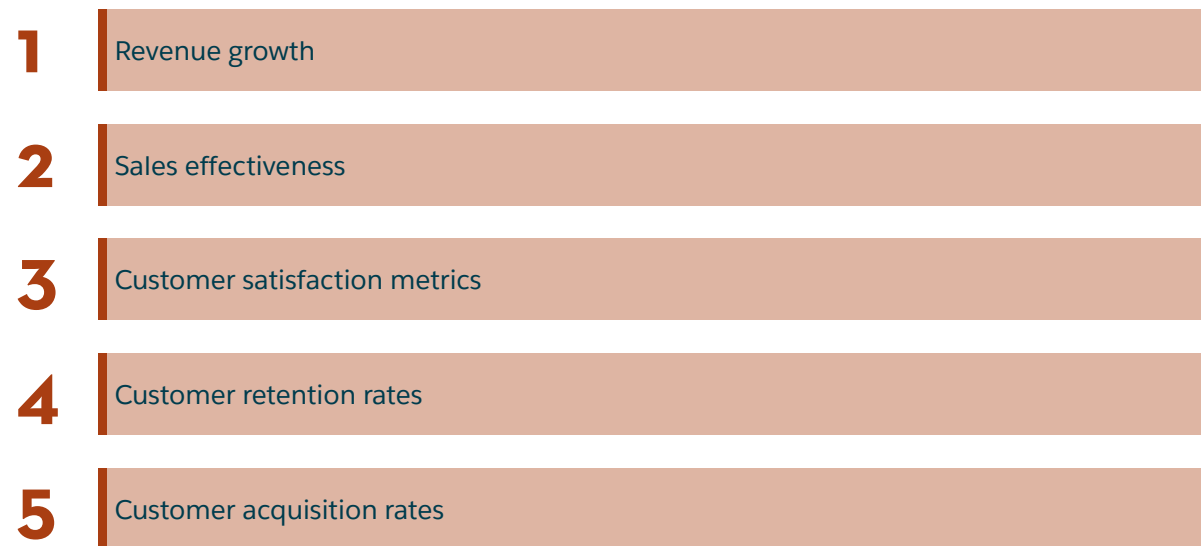 1 Revenue growth
2 Sales effectiveness
3 Customer satisfaction metrics
4 Customer retention rates
5 Customer acquisition rates